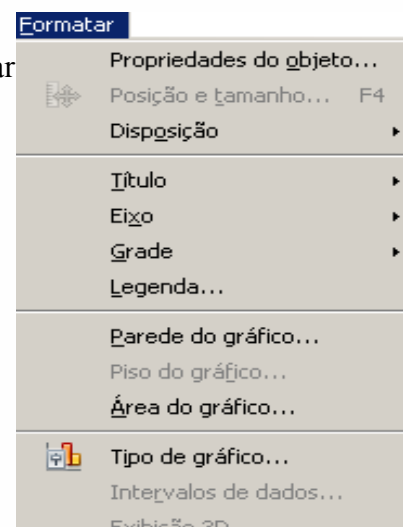 Formatar
ar
Propriedades do objeto...
Posição e tamanho... F4
Disposição
Título
Eixo
Grade
Legenda...
Parede do gráfico...
Piso do gráfico...
Área do gráfico...
Tipo de gráfico...
Intervalos de dados...
Exibição 3D